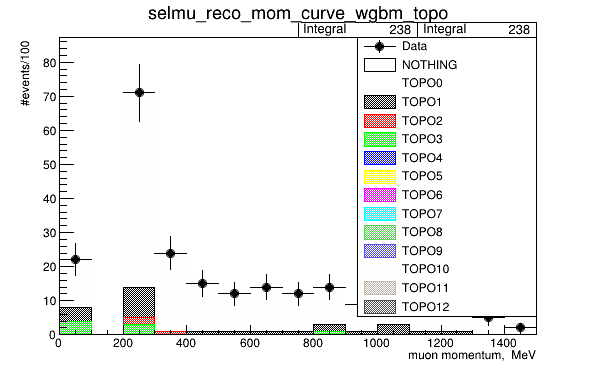 selmu_reco_mom_curve_wgbm_topo
Integral 238 Integral 238
#events/100
80
70
60
50
40
30
20
10
0
Data
NOTHING
TOPO0
TOPO1
TOPO2
TOPO3
TOPO4
TOPO5
TOPO6
TOPO7
TOPO8
TOPO9
TOPO10
TOPO11
TOPO12
0 200 400 600 800 1000 1200 1400
muon momentum, MeV